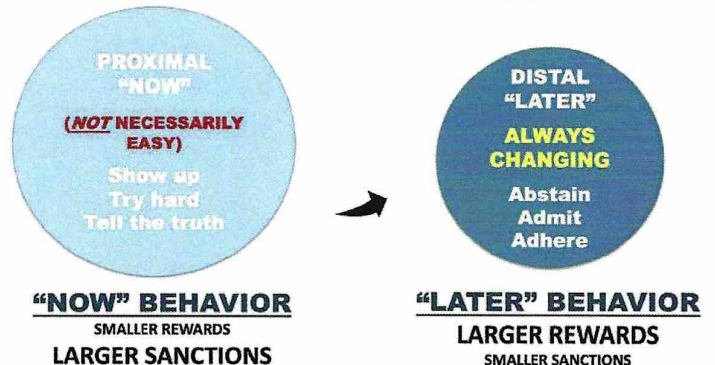 PROXIMAL
“NOW”
(NOT NECESSARILY
EASY)
Show up
Try hard
Tell the truth
“NOW” BEHAVIOR
SMALLER REWARDS
LARGER SANCTIONS
DISTAL
“LATER”
ALWAYS
CHANGING
Abstain
Admit
Adhere
“LATER” BEHAVIOR
LARGER REWARDS
SMALLER SANCTIONS